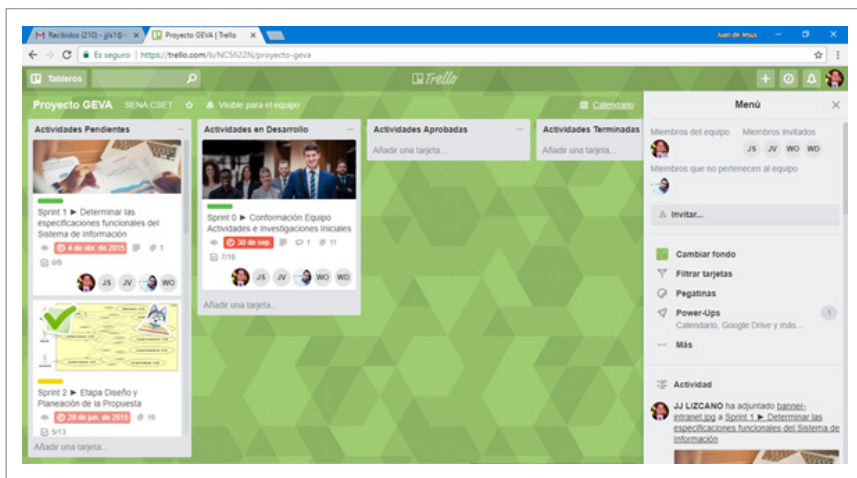 Recibidos (210) - jjls1@
Proyecto GEVA | Trello
Juan de Jesus
Es seguro
https://trello.com/b/NC5f622N/proyecto-geva
Tableros
Trello
Proyecto GEVA
SENA CSET
Visible para el equipo
Calendario
Actividades Pendientes
Sprint 1 ► Determinar las
especificaciones funcionales del
Sistema de Información
4 de abr. de 2015
1
0/8
JS JV WO
Sprint 2 ► Etapa Diseño y
Planeación de la Propuesta
20 de jun. de 2015
16
5/13
Añadir una tarjeta...
Actividades en Desarrollo
Sprint 0 ► Conformación Equipo
Actividades e Investigaciones Iniciales
30 de sep.
1
11
7/16
JS JV WO WD
Añadir una tarjeta...
Actividades Aprobadas
Añadir una tarjeta...
Actividades Terminadas
Añadir una tarjeta...
Menú
Miembros del equipo
Miembros invitados
JS JV WO WD
Miembros que no pertenecen al equipo
Invitar...
Cambiar fondo
Filtrar tarjetas
Pegatinas
Power-Ups
1
Calendario, Google Drive y más...
Más
Actividad
JJ LIZCANO ha adjuntado banner-
intranet.jpg a Sprint 1 ► Determinar las
especificaciones funcionales del Sistema de
Información